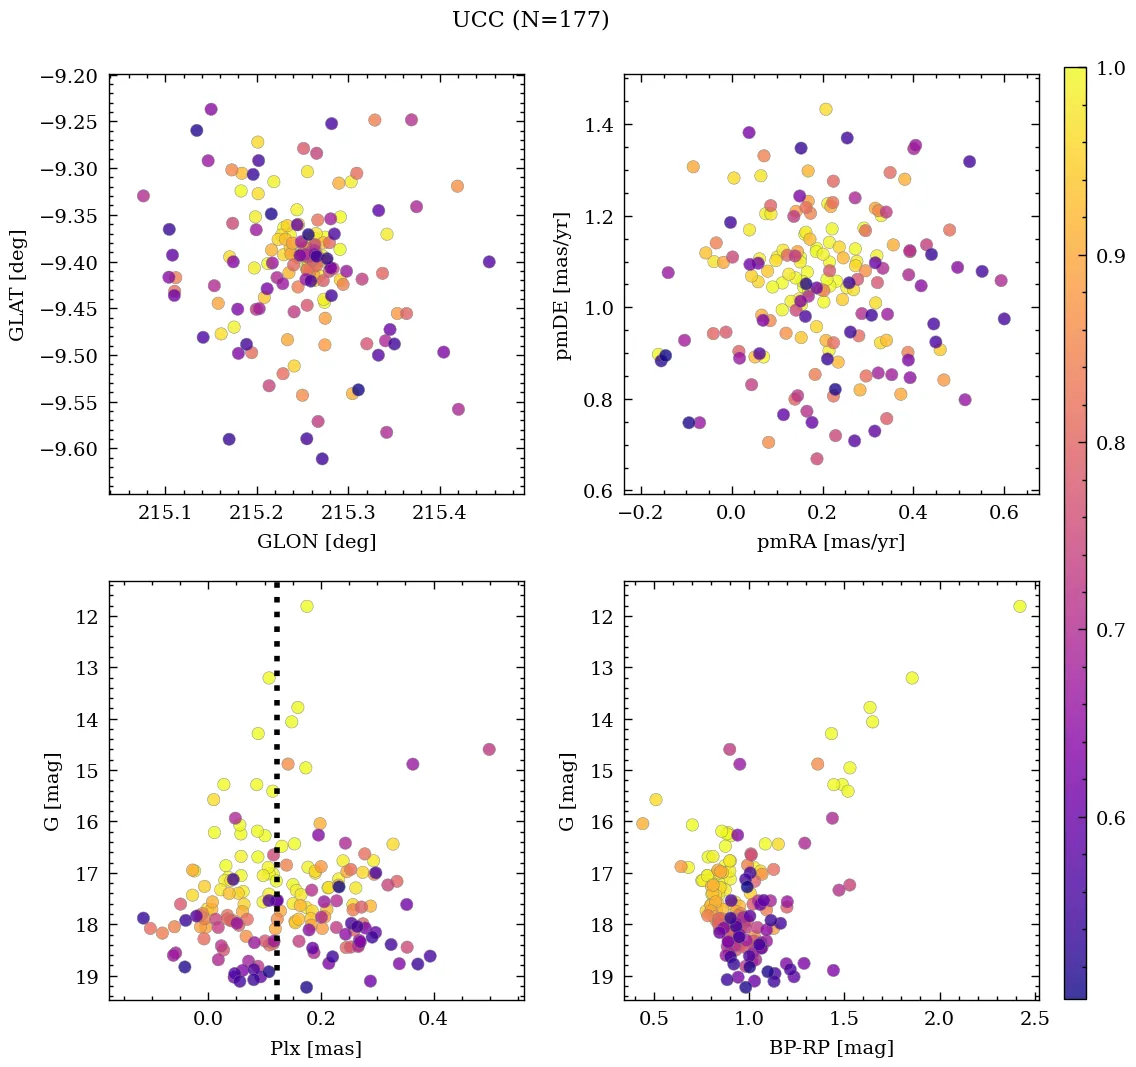 UCC (N=177)
−9.20
−9.25
−9.30
−9.35
−9.40
−9.45
−9.50
−9.55
−9.60
GLAT [deg]
215.1 215.2 215.3 215.4
GLON [deg]
1.4
1.2
1.0
0.8
0.6
pmDE [mas/yr]
−0.2 0.0 0.2 0.4 0.6
pmRA [mas/yr]
12
13
14
15
16
17
18
19
G [mag]
0.0 0.2 0.4
Plx [mas]
12
13
14
15
16
17
18
19
G [mag]
0.5 1.0 1.5 2.0 2.5
BP-RP [mag]
1.0
0.9
0.8
0.7
0.6